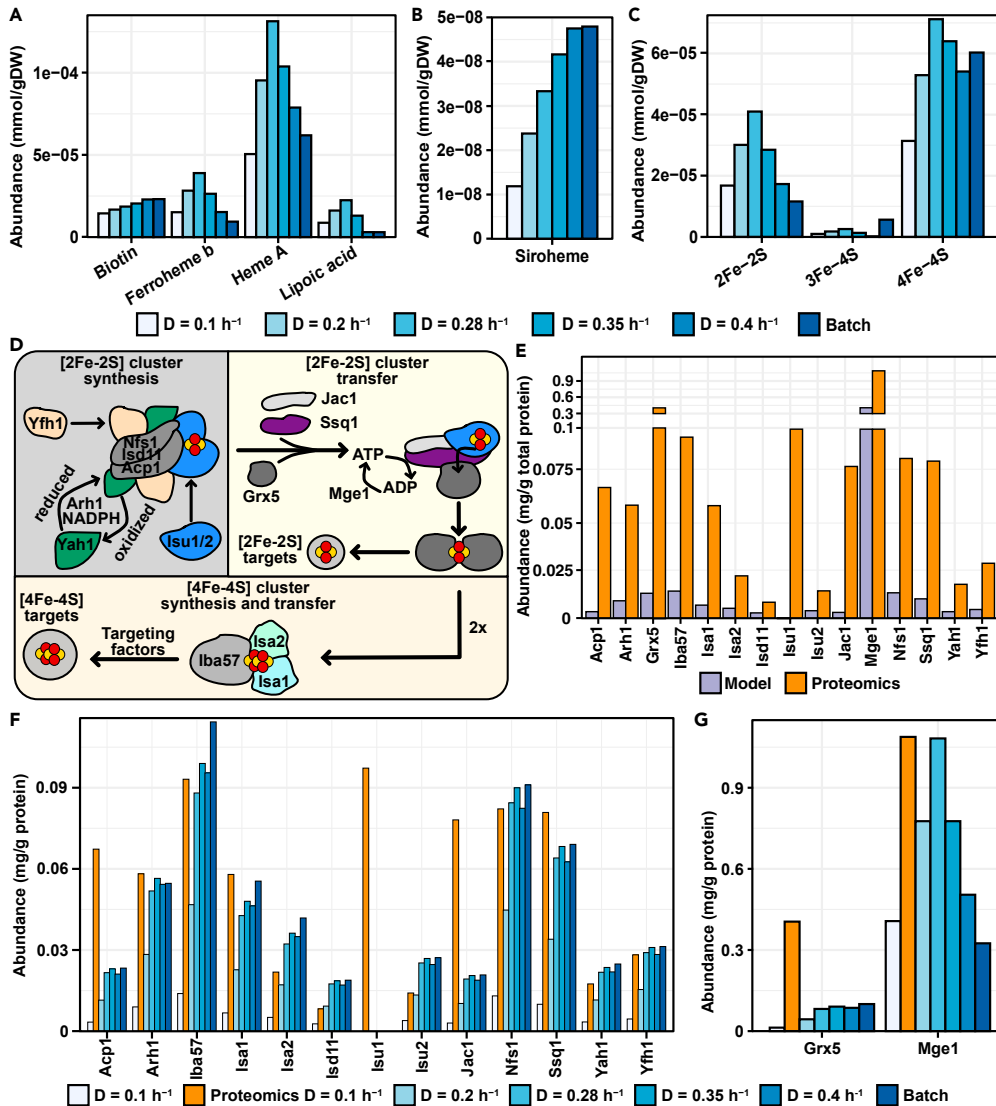 A
Abundance (mmol/gDW)
1e−04
5e−05
0
Biotin
Ferroheme b
Heme A
Lipoic acid
B
Abundance (mmol/gDW)
5e−08
4e−08
3e−08
2e−08
1e−08
0
Siroheme
C
Abundance (mmol/gDW)
6e−05
4e−05
2e−05
0
2Fe−2S
3Fe−4S
4Fe−4S
D = 0.1 h⁻¹ D = 0.2 h⁻¹ D = 0.28 h⁻¹ D = 0.35 h⁻¹ D = 0.4 h⁻¹ Batch
D
[2Fe-2S] cluster
synthesis
Yfh1
Nfs1
Isd11
Acp1
reduced
Arh1
NADPH
oxidized
Yah1
Isu1/2
[2Fe-2S] cluster
transfer
Jac1
Ssq1
Grx5
ATP
ADP
Mge1
[2Fe-2S]
targets
[4Fe-4S] cluster
synthesis and transfer
2x
[4Fe-4S]
targets
Targeting
factors
Iba57
Isa2
Isa1
E
Abundance (mg/g total protein)
0.9
0.6
0.3
0.1
0.075
0.05
0.025
0
Acp1
Arh1
Grx5
Iba57
Isa1
Isa2
Isd11
Isu1
Isu2
Jac1
Mge1
Nfs1
Ssq1
Yah1
Yfh1
Model Proteomics
F
Abundance (mg/g protein)
0.09
0.06
0.03
0
Acp1
Arh1
Iba57
Isa1
Isa2
Isd11
Isu1
Isu2
Jac1
Nfs1
Ssq1
Yah1
Yfh1
G
Abundance (mg/g protein)
0.9
0.6
0.3
0
Grx5
Mge1
D = 0.1 h⁻¹ Proteomics D = 0.1 h⁻¹ D = 0.2 h⁻¹ D = 0.28 h⁻¹ D = 0.35 h⁻¹ D = 0.4 h⁻¹ Batch